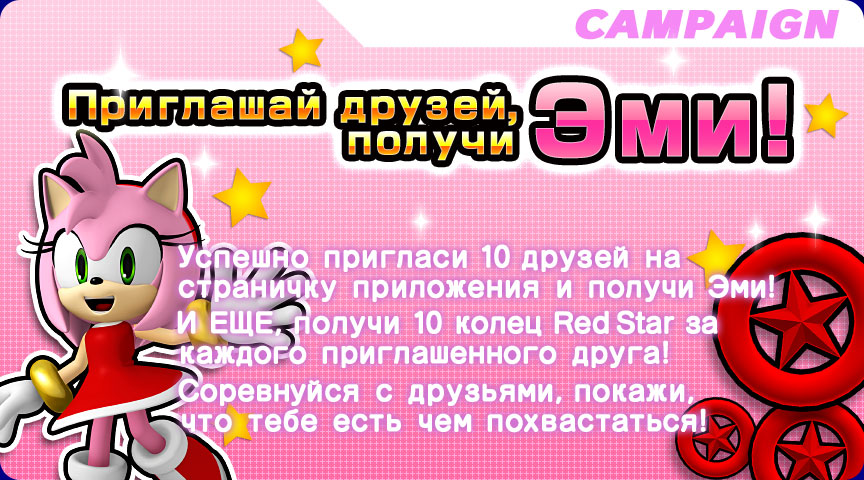 CAMPAIGN
Приглашай друзей,
получи Эми!
Успешно пригласи 10 друзей на
страничку приложения и получи Эми!
И ЕЩЕ, получи 10 колец Red Star за
каждого приглашенного друга!
Соревнуйся с друзьями, покажи,
что тебе есть чем похвастаться!